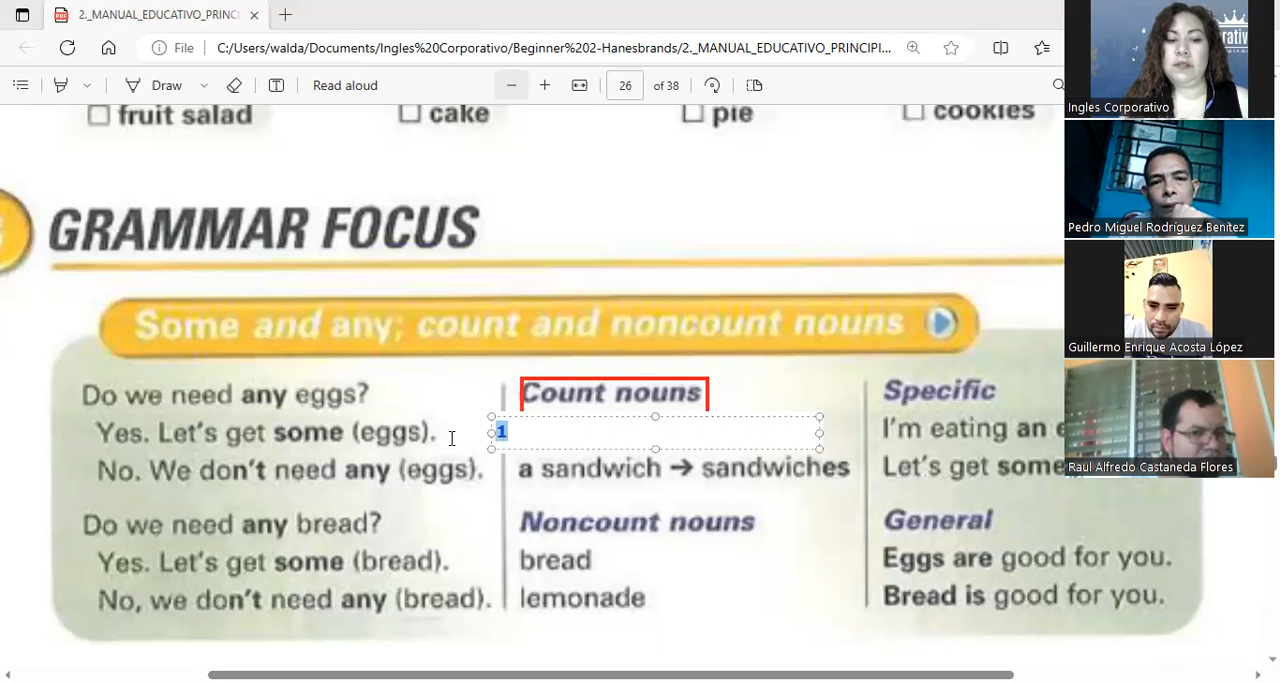 2._MANUAL_EDUCATIVO_PRINCI
File
C:/Users/walda/Documents/Ingles%20Corporativo/Beginner%202-Hanesbrands/2._MANUAL_EDUCATIVO_PRINCIPI...
Draw
Read aloud
26 of 38
fruit salad
cake
pie
cookies
GRAMMAR FOCUS
Some and any; count and noncount nouns
Do we need any eggs?
Yes. Let's get some (eggs).
No. We don't need any (eggs).
Do we need any bread?
Yes. Let's get some (bread).
No, we don't need any (bread).
Count nouns
1
a sandwich → sandwiches
Noncount nouns
bread
lemonade
Specific
I'm eating an
Let's get some
General
Eggs are good for you.
Bread is good for you.
Ingles Corporativo
Pedro Miguel Rodríguez Benítez
Guillermo Enrique Acosta López
Raul Alfredo Castaneda Flores